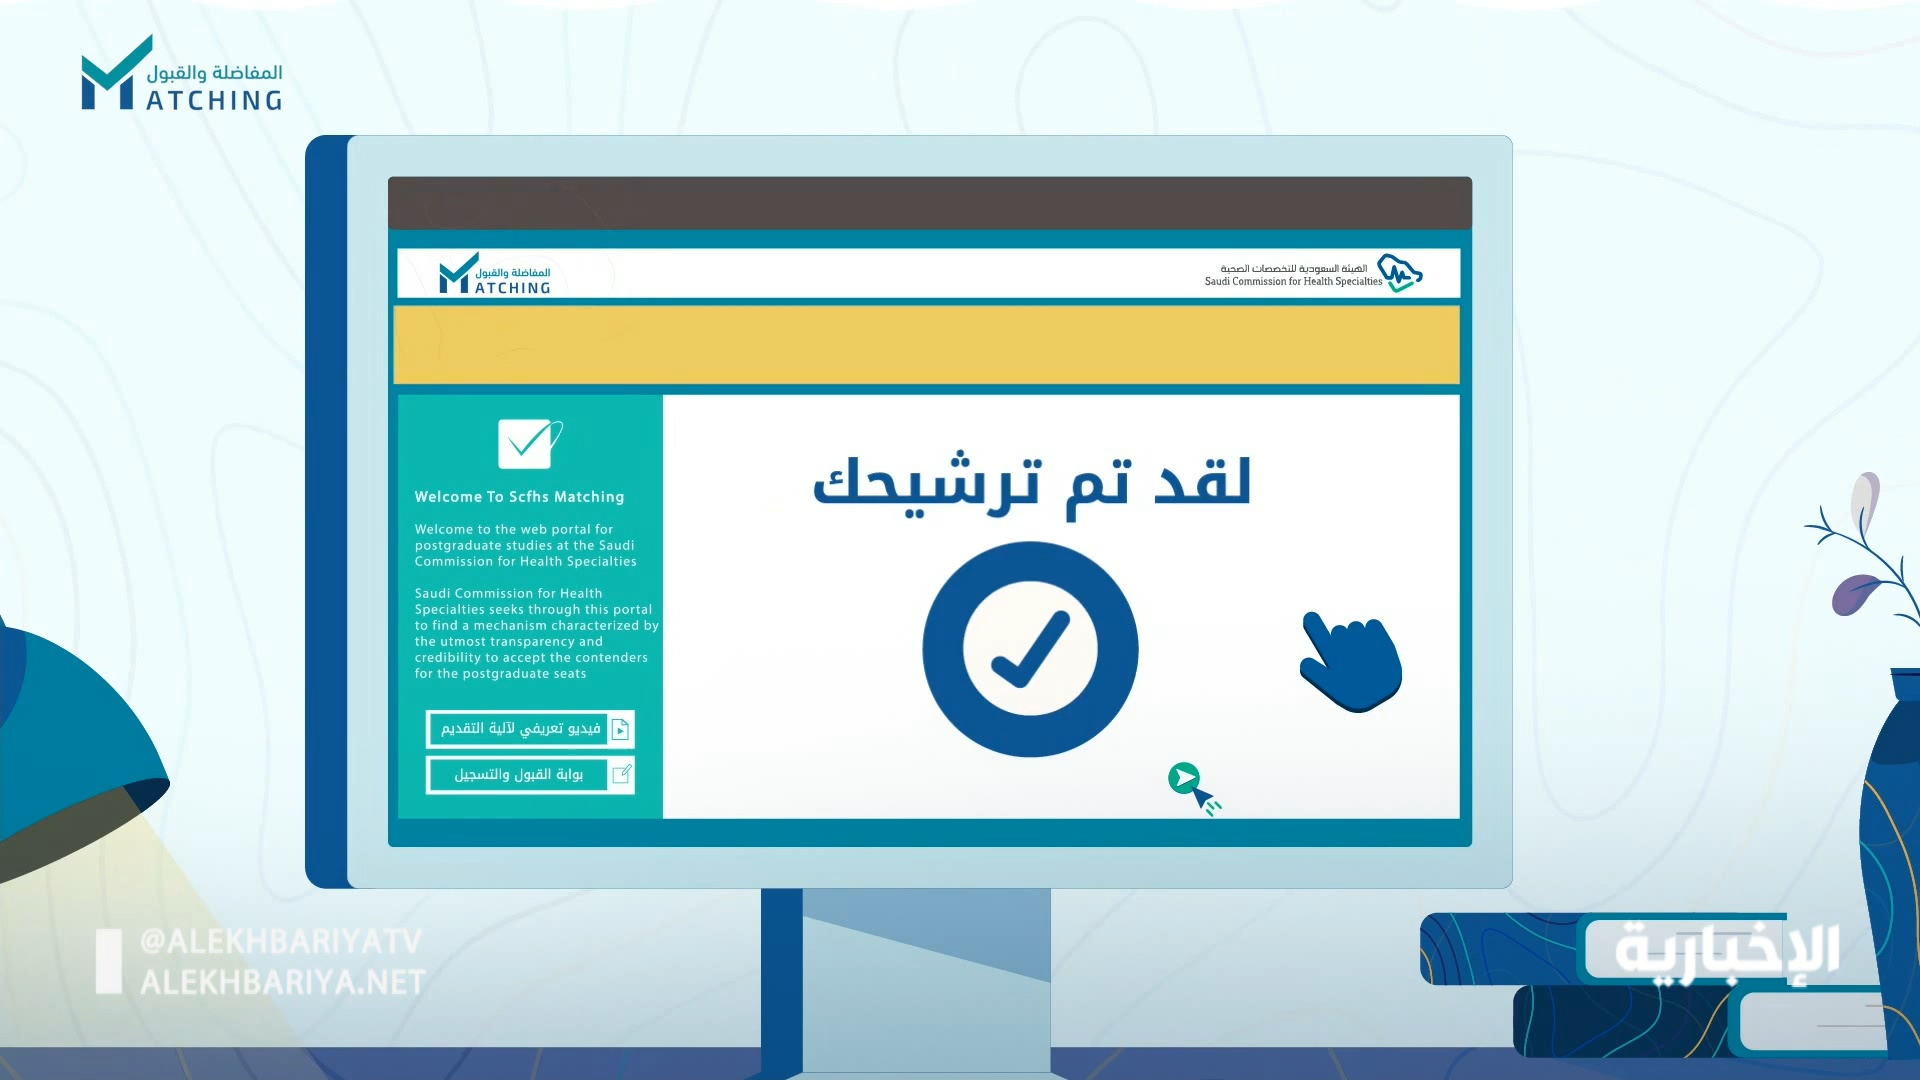 المفاضلة والقبول
MATCHING
المفاضلة والقبول
MATCHING
الهيئة السعودية للتخصصات الصحية
Saudi Commission for Health Specialties
Welcome To Scfhs Matching
Welcome to the web portal for
postgraduate studies at the Saudi
Commission for Health Specialties
Saudi Commission for Health
Specialties seeks through this portal
to find a mechanism characterized by
the utmost transparency and
credibility to accept the contenders
for the postgraduate seats
فيديو تعريفي لآلية التقديم
بوابة القبول والتسجيل
لقد تم ترشيحك
@ALEKHBARIYATV
ALEKHBARIYA.NET
الإخبارية